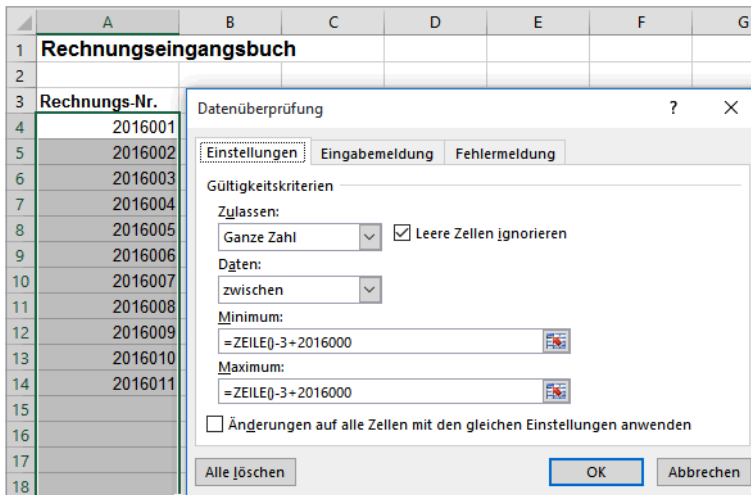 A B C D E F G
1 Rechnungseingangsbuch
2
3 Rechnungs-Nr.
4 2016001
5 2016002
6 2016003
7 2016004
8 2016005
9 2016006
10 2016007
11 2016008
12 2016009
13 2016010
14 2016011
15
16
17
18
Datenüberprüfung ? ×
Einstellungen Eingabemeldung Fehlermeldung
Gültigkeitskriterien
Zulassen:
Ganze Zahl Leere Zellen ignorieren
Daten:
zwischen
Minimum:
=ZEILE()-3+2016000
Maximum:
=ZEILE()-3+2016000
Änderungen auf alle Zellen mit den gleichen Einstellungen anwenden
Alle löschen OK Abbrechen